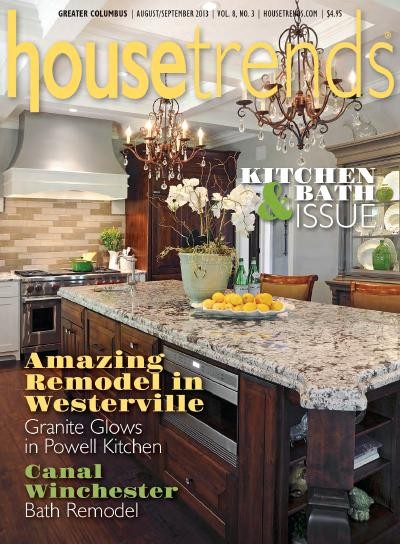 GREATER COLUMBUS | AUGUST/SEPTEMBER 2013 | VOL. 8, NO. 3 | HOUSETRENDS.COM | $4.95
housetrends®
KITCHEN
& BATH
ISSUE
Amazing
Remodel in
Westerville
Granite Glows
in Powell Kitchen
Canal
Winchester
Bath Remodel